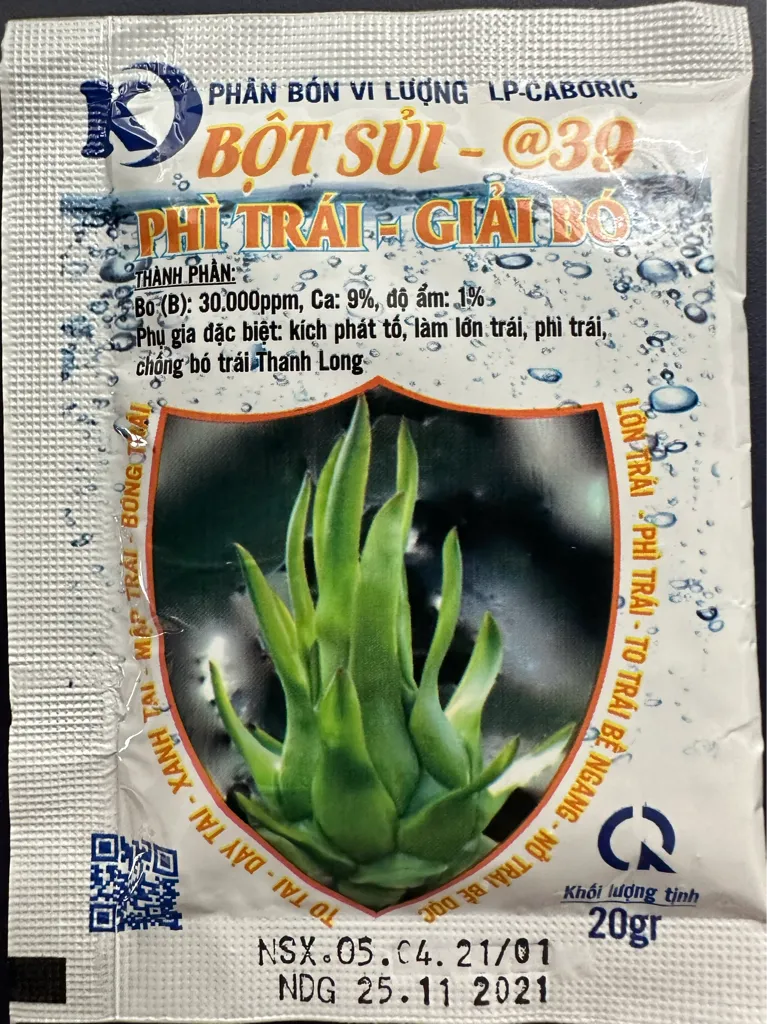 K
PHÂN BÓN VI LƯỢNG LP-CABORIC
BỘT SỦI - @39
PHÌ TRÁI - GIẢI BÓ
THÀNH PHẦN:
Bo (B): 30.000ppm, Ca: 9%, độ ẩm: 1%
Phụ gia đặc biệt: kích phát tố, làm lớn trái, phì trái,
chống bó trái Thanh Long
TO TAI - DÀY TAI - XANH TAI - MẬP TRÁI - BÓNG TRÁI
LỚN TRÁI - PHÌ TRÁI - TO TRÁI BỀ NGANG - NỞ TRÁI BỀ DỌC
Khối lượng tịnh
20gr
NSX.05.04.21/01
NDG 25.11 2021